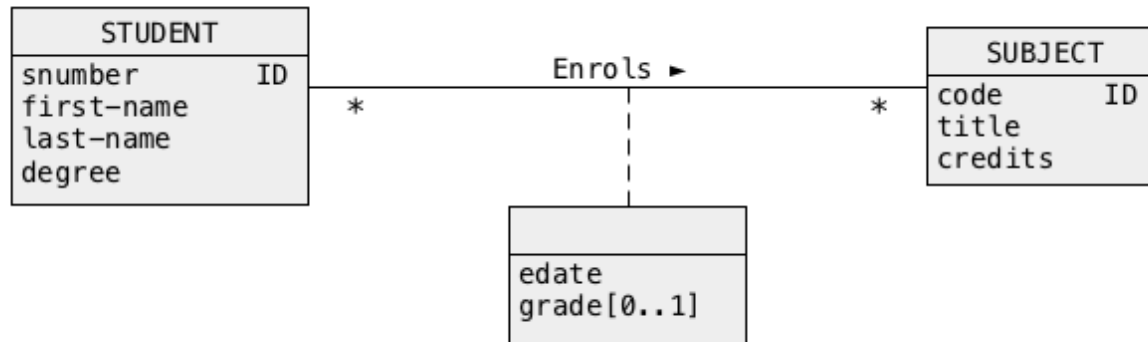 STUDENT
snumber ID
first-name
last-name
degree
Enrols ►
*
*
SUBJECT
code ID
title
credits
edate
grade[0..1]